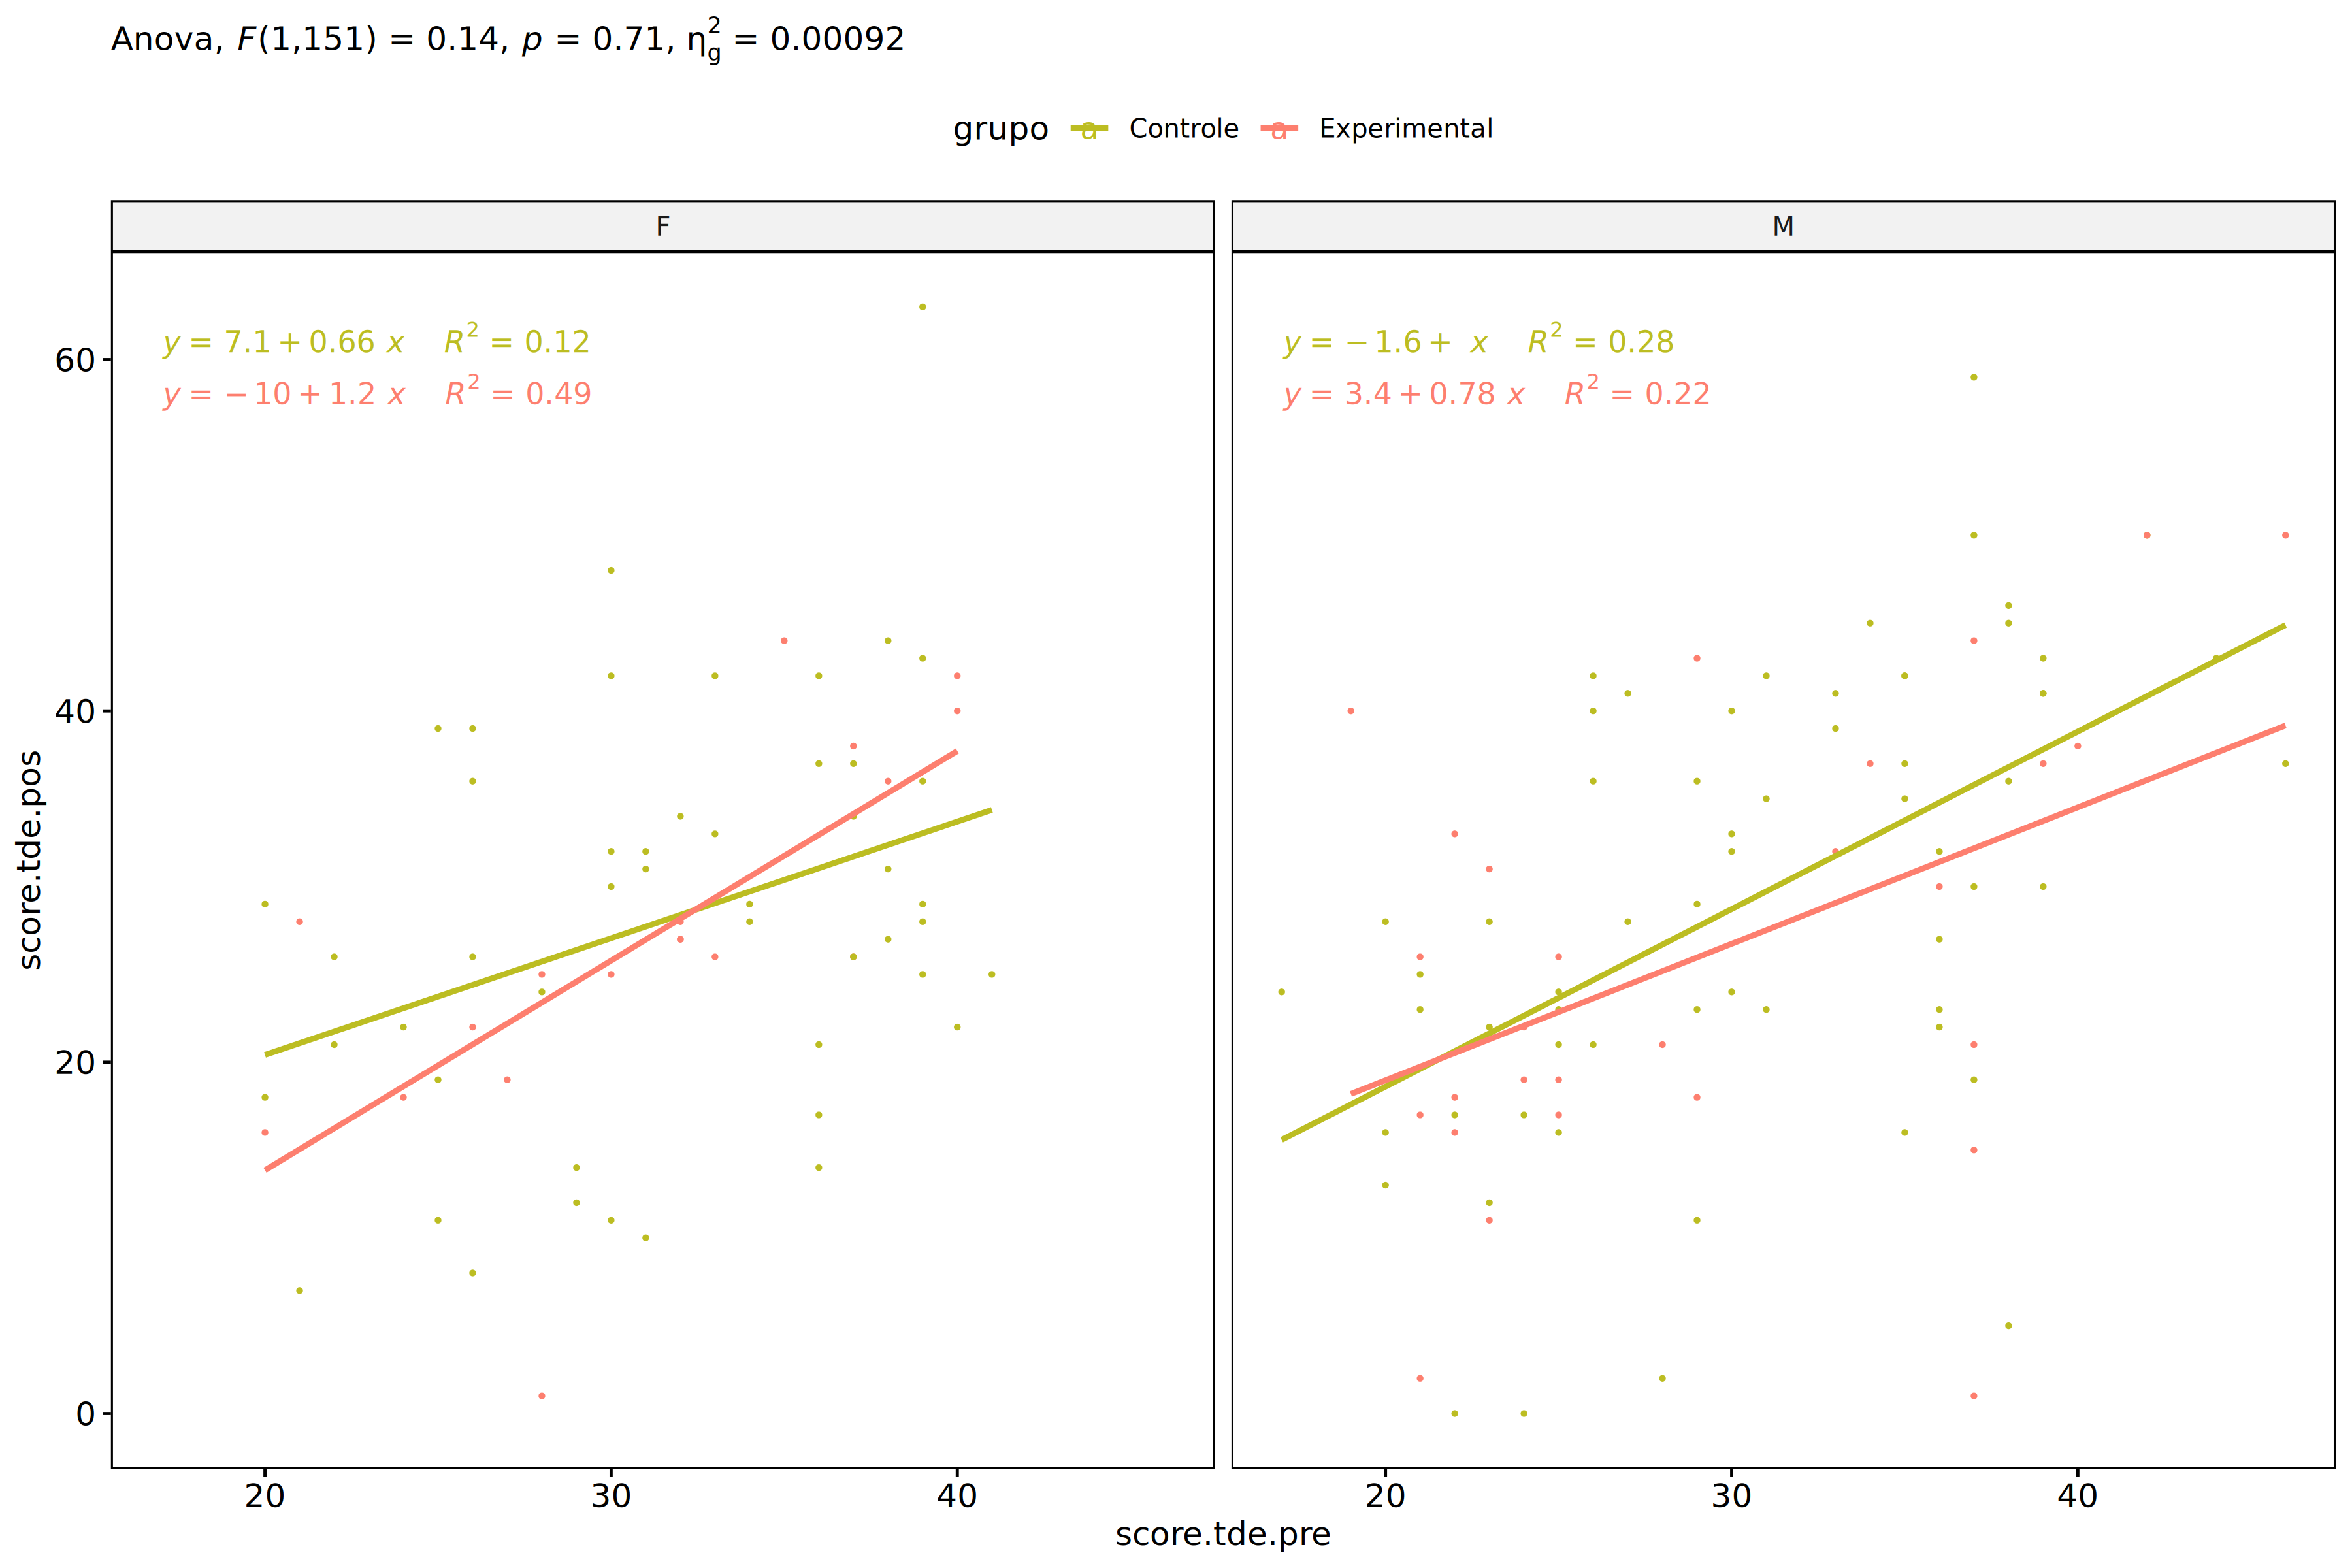 Anova, F(1,151) = 0.14, p = 0.71, η²g = 0.00092
grupo a Controle a Experimental
F
M
y = 7.1 + 0.66 x R² = 0.12
y = − 10 + 1.2 x R² = 0.49
y = − 1.6 + x R² = 0.28
y = 3.4 + 0.78 x R² = 0.22
score.tde.pos
60
40
20
0
20 30 40
20 30 40
score.tde.pre